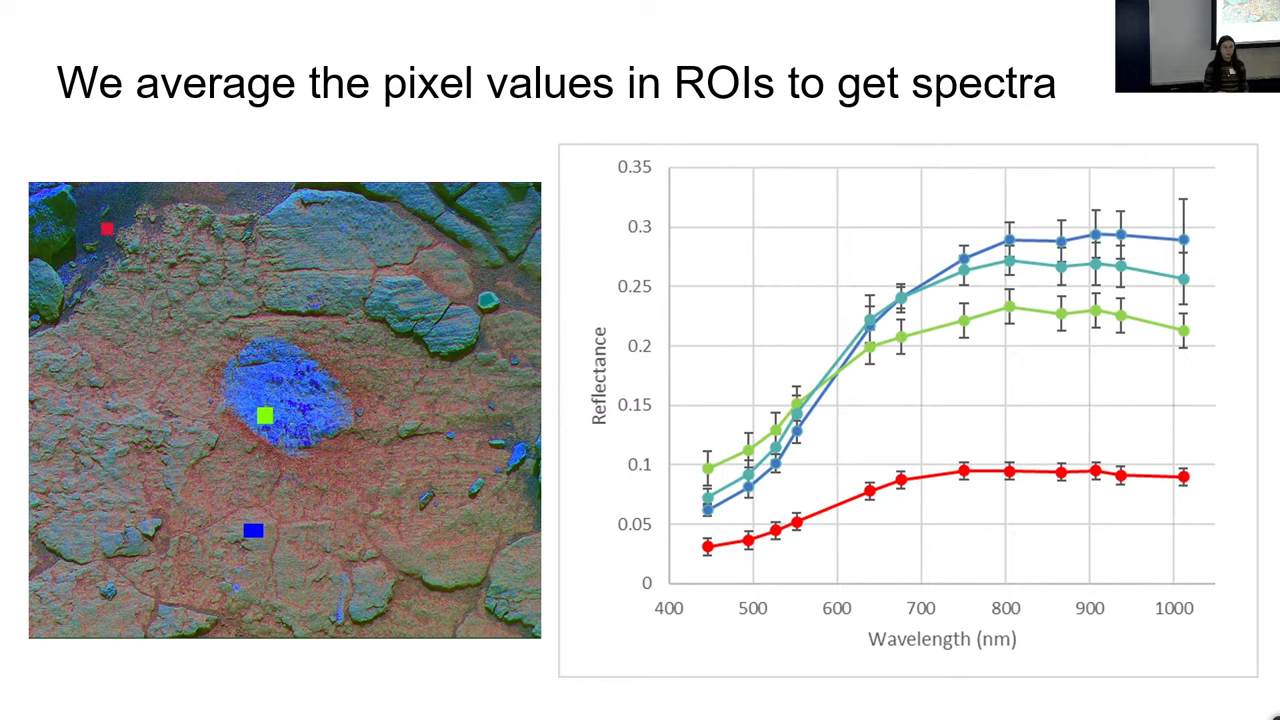 We average the pixel values in ROIs to get spectra
0.35
0.3
0.25
0.2
0.15
0.1
0.05
0
Reflectance
400 500 600 700 800 900 1000
Wavelength (nm)